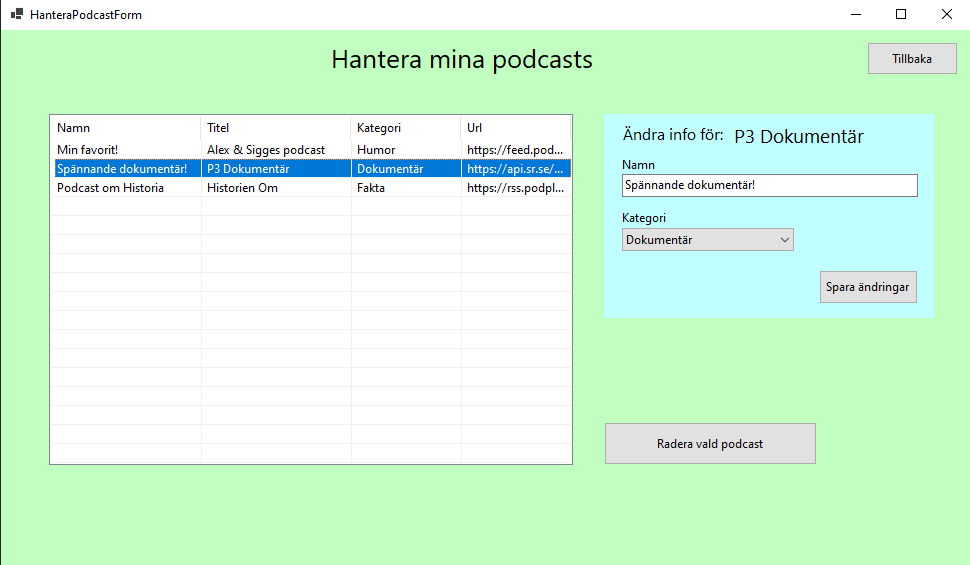 HanteraPodcastForm
Hantera mina podcasts
Tillbaka
Namn Titel Kategori Url
Min favorit! Alex & Sigges podcast Humor https://feed.pod...
Spännande dokumentär! P3 Dokumentär Dokumentär https://api.sr.se/...
Podcast om Historia Historien Om Fakta https://rss.podpl...
Ändra info för: P3 Dokumentär
Namn
Spännande dokumentär!
Kategori
Dokumentär
Spara ändringar
Radera vald podcast